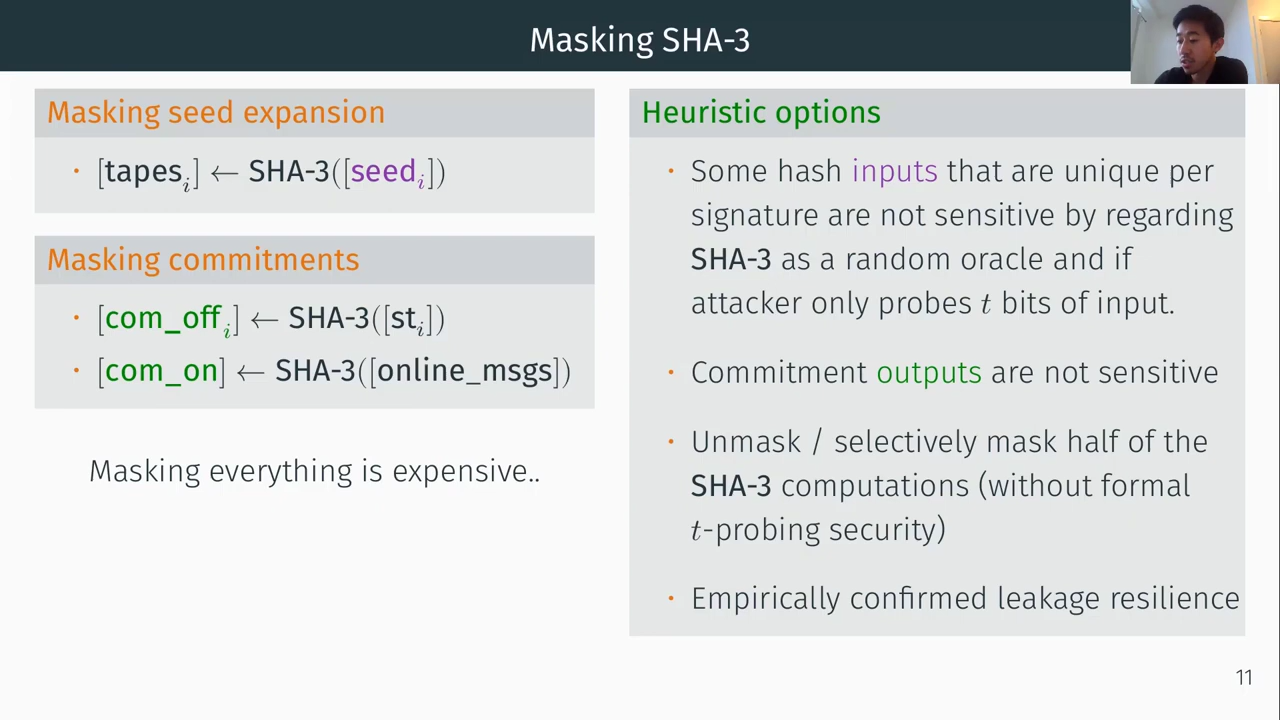 Masking SHA-3
Masking seed expansion
· [tapes_i] ← SHA-3([seed_i])
Masking commitments
· [com_off_i] ← SHA-3([st_i])
· [com_on] ← SHA-3([online_msgs])
Masking everything is expensive..
Heuristic options
· Some hash inputs that are unique per
signature are not sensitive by regarding
SHA-3 as a random oracle and if
attacker only probes t bits of input.
· Commitment outputs are not sensitive
· Unmask / selectively mask half of the
SHA-3 computations (without formal
t-probing security)
· Empirically confirmed leakage resilience
11